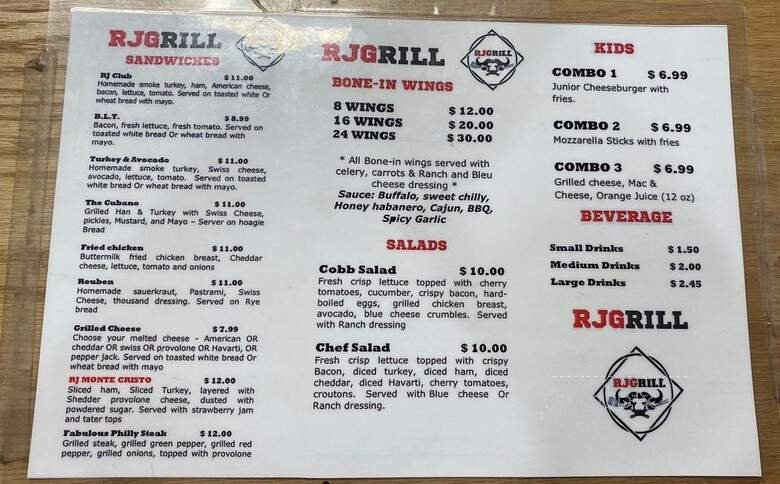 RJGRILL
SANDWICHES
RJ Club $ 11.00
Homemade smoke turkey, ham, American cheese,
bacon, lettuce, tomato. Served on toasted white Or
wheat bread with mayo.
B.L.T. $ 8.99
Bacon, fresh lettuce, fresh tomato. Served on
toasted white bread Or wheat bread with
mayo.
Turkey & Avocado $ 11.00
Homemade smoke turkey, Swiss cheese,
avocado, lettuce, tomato. Served on toasted
white bread Or wheat bread with mayo.
The Cubano $ 11.00
Grilled Han & Turkey with Swiss Cheese,
pickles, Mustard, and Mayo – Server on hoagie
Bread
Fried chicken $ 11.00
Buttermilk fried chicken breast, Cheddar
cheese, lettuce, tomato and onions
Reuben $ 11.00
Homemade sauerkraut, Pastrami, Swiss
Cheese, thousand dressing. Served on Rye
bread
Grilled Cheese $ 7.99
Choose your melted cheese - American OR
cheddar OR swiss OR provolone OR Havarti, OR
pepper jack. Served on toasted white bread Or
wheat bread with mayo
RJ MONTE CRISTO $ 12.00
Sliced ham, Sliced Turkey, layered with
Shedder provolone cheese, dusted with
powdered sugar. Served with strawberry jam
and tater tops
Fabulous Philly Steak $ 12.00
Grilled steak, grilled green pepper, grilled red
pepper, grilled onions, topped with provolone
RJGRILL
RJGRILL
BONE-IN WINGS
8 WINGS $ 12.00
16 WINGS $ 20.00
24 WINGS $ 30.00
* All Bone-in wings served with
celery, carrots & Ranch and Bleu
cheese dressing *
Sauce: Buffalo, sweet chilly,
Honey habanero, Cajun, BBQ,
Spicy Garlic
SALADS
Cobb Salad $ 10.00
Fresh crisp lettuce topped with cherry
tomatoes, cucumber, crispy bacon, hard-
boiled eggs, grilled chicken breast,
avocado, blue cheese crumbles. Served
with Ranch dressing
Chef Salad $ 10.00
Fresh crisp lettuce topped with crispy
Bacon, diced turkey, diced ham, diced
cheddar, diced Havarti, cherry tomatoes,
croutons. Served with Blue cheese Or
Ranch dressing.
RJGRILL
KIDS
COMBO 1 $ 6.99
Junior Cheeseburger with
fries.
COMBO 2 $ 6.99
Mozzarella Sticks with fries
COMBO 3 $ 6.99
Grilled cheese, Mac &
Cheese, Orange Juice (12 oz)
BEVERAGE
Small Drinks $ 1.50
Medium Drinks $ 2.00
Large Drinks $ 2.45
RJGRILL
RJGRILL